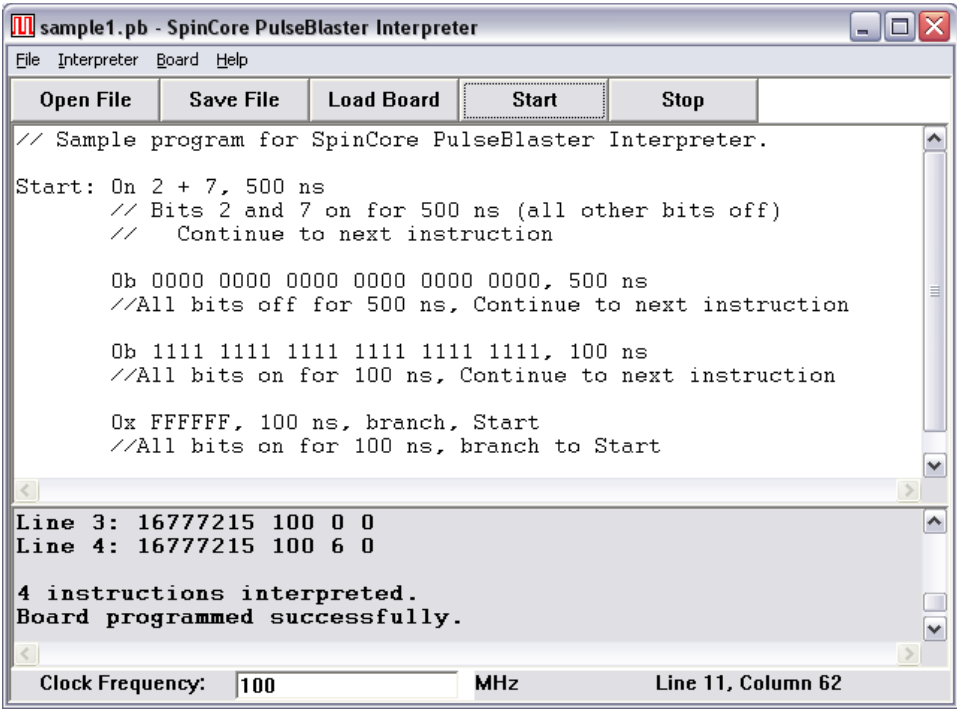 sample1.pb - SpinCore PulseBlaster Interpreter
File Interpreter Board Help
Open File Save File Load Board Start Stop
// Sample program for SpinCore PulseBlaster Interpreter.
Start: On 2 + 7, 500 ns
// Bits 2 and 7 on for 500 ns (all other bits off)
// Continue to next instruction
0b 0000 0000 0000 0000 0000 0000, 500 ns
//All bits off for 500 ns, Continue to next instruction
0b 1111 1111 1111 1111 1111 1111, 100 ns
//All bits on for 100 ns, Continue to next instruction
0x FFFFFF, 100 ns, branch, Start
//All bits on for 100 ns, branch to Start
Line 3: 16777215 100 0 0
Line 4: 16777215 100 6 0
4 instructions interpreted.
Board programmed successfully.
Clock Frequency: 100 MHz Line 11, Column 62